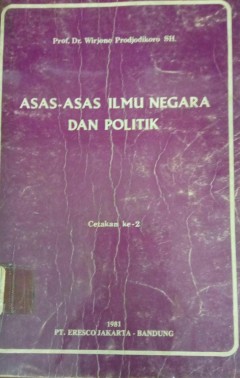 Prof. Dr. Wirjono Prodjodikoro SH.
ASAS-ASAS ILMU NEGARA
DAN POLITIK
Cetakan ke-2
1981
PT. ERESCO JAKARTA - BANDUNG